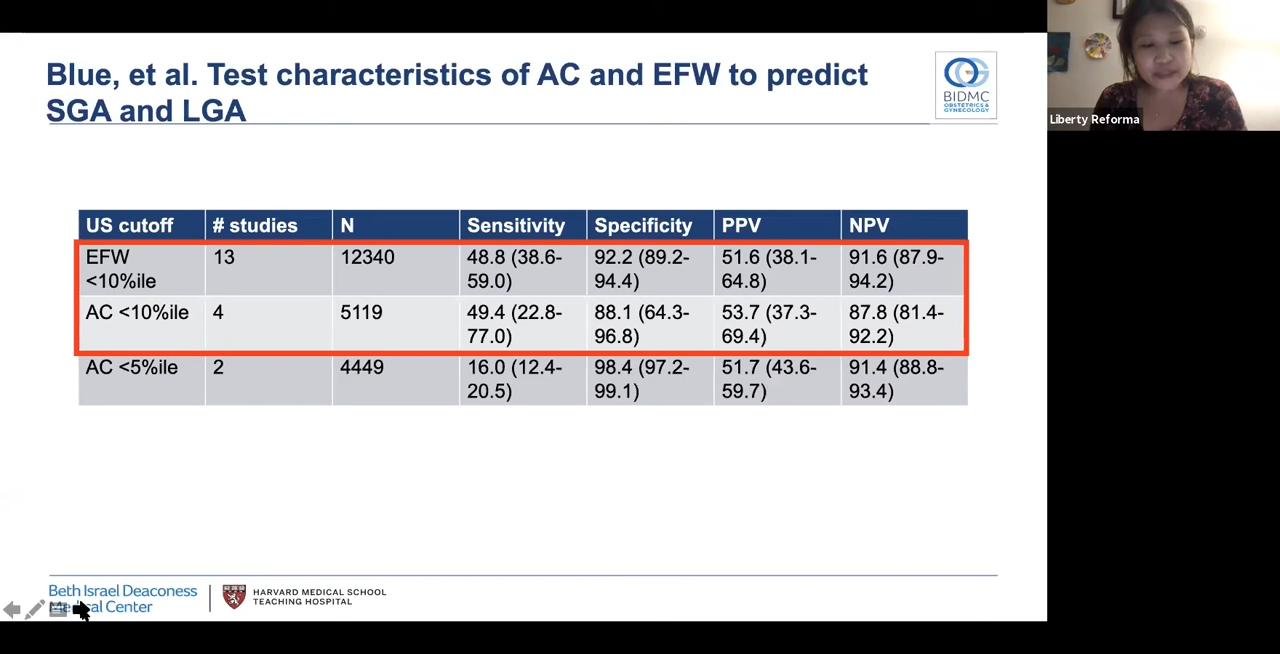 Blue, et al. Test characteristics of AC and EFW to predict
SGA and LGA
BIDMC
OBSTETRICS &
GYNECOLOGY
Liberty Reforma
US cutoff # studies N Sensitivity Specificity PPV NPV
EFW 13 12340 48.8 (38.6- 92.2 (89.2- 51.6 (38.1- 91.6 (87.9-
<10%ile 59.0) 94.4) 64.8) 94.2)
AC <10%ile 4 5119 49.4 (22.8- 88.1 (64.3- 53.7 (37.3- 87.8 (81.4-
77.0) 96.8) 69.4) 92.2)
AC <5%ile 2 4449 16.0 (12.4- 98.4 (97.2- 51.7 (43.6- 91.4 (88.8-
20.5) 99.1) 59.7) 93.4)
Beth Israel Deaconess
Medical Center
HARVARD MEDICAL SCHOOL
TEACHING HOSPITAL